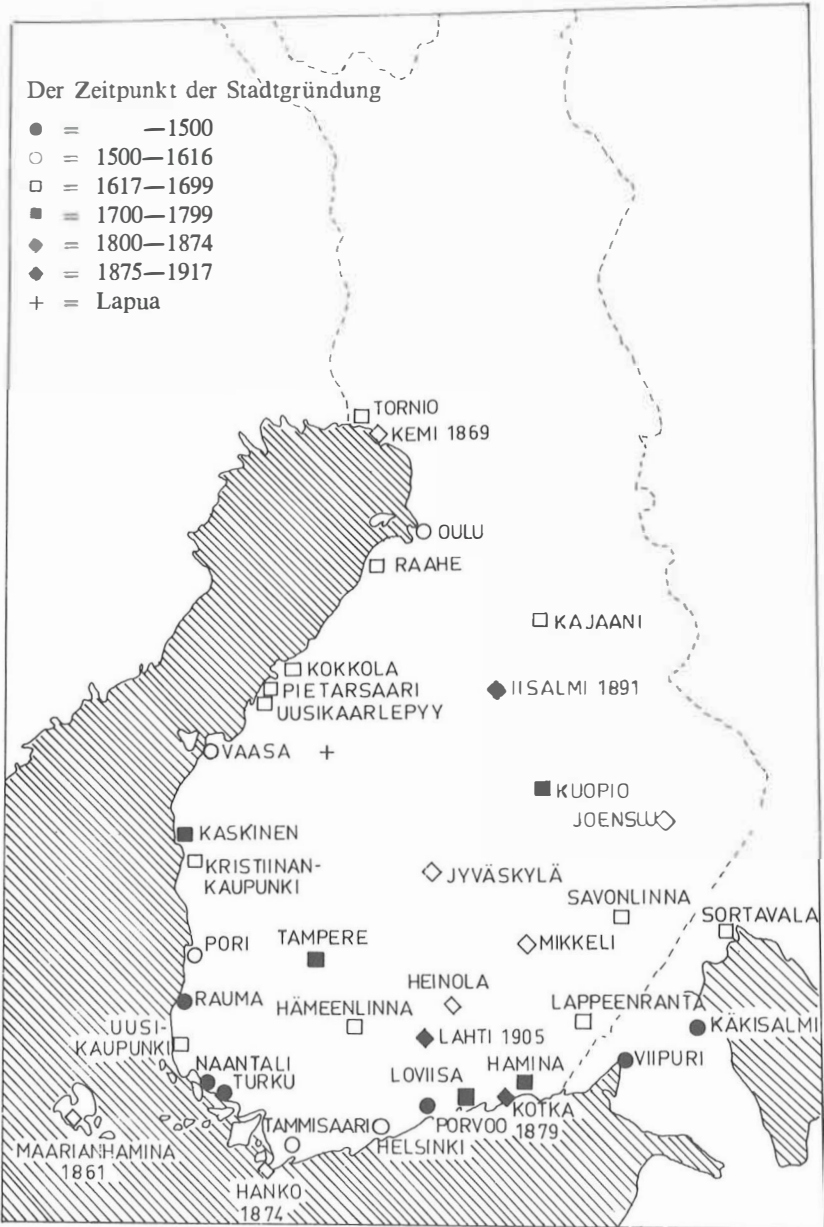 Der Zeitpunkt der Stadtgründung
● = —1500
○ = 1500—1616
□ = 1617—1699
■ = 1700—1799
◆ = 1800—1874
◆ = 1875—1917
+ = Lapua
TORNIO
KEMI 1869
OULU
RAAHE
KAJAANI
KOKKOLA
PIETARSAARI
IISALMI 1891
UUSIKAARLEPYY
VAASA
KUOPIO
JOENSUU
KASKINEN
KRISTIINAN-
KAUPUNKI
JYVÄSKYLÄ
SAVONLINNA
SORTAVALA
PORI
TAMPERE
MIKKELI
RAUMA
HEINOLA
HÄMEENLINNA
LAPPEENRANTA
UUSI-
KAUPUNKI
LAHTI 1905
KÄKISALMI
NAANTALI
TURKU
LOVIISA
HAMINA
VIIPURI
TAMMISAARI
HELSINKI
PORVOO
KOTKA
1879
MAARIANHAMINA
1861
HANKO
1874